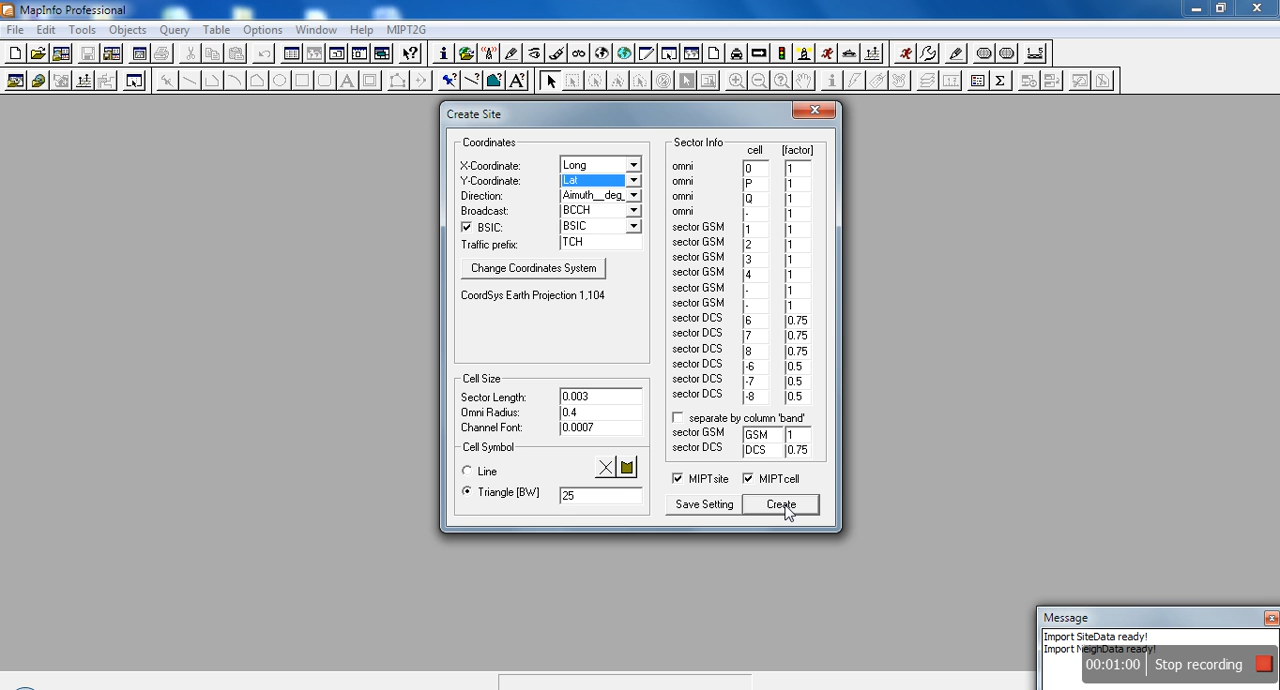 MapInfo Professional
File Edit Tools Objects Query Table Options Window Help MIPT2G
Create Site
Coordinates
X-Coordinate: Long
Y-Coordinate: Lat
Direction: Aimuth__deg_
Broadcast: BCCH
BSIC: BSIC
Traffic prefix: TCH
Change Coordinates System
CoordSys Earth Projection 1,104
Cell Size
Sector Length: 0.003
Omni Radius: 0.4
Channel Font: 0.0007
Cell Symbol
Line
Triangle [BW] 25
Sector Info
cell [factor]
omni 0 1
omni P 1
omni Q 1
omni - 1
sector GSM 1 1
sector GSM 2 1
sector GSM 3 1
sector GSM 4 1
sector GSM - 1
sector GSM - 1
sector DCS 6 0.75
sector DCS 7 0.75
sector DCS 8 0.75
sector DCS -6 0.5
sector DCS -7 0.5
sector DCS -8 0.5
separate by column 'band'
sector GSM GSM 1
sector DCS DCS 0.75
MIPTsite MIPTcell
Save Setting Create
Message
Import SiteData ready!
Import NeighData ready!
00:01:00 Stop recording